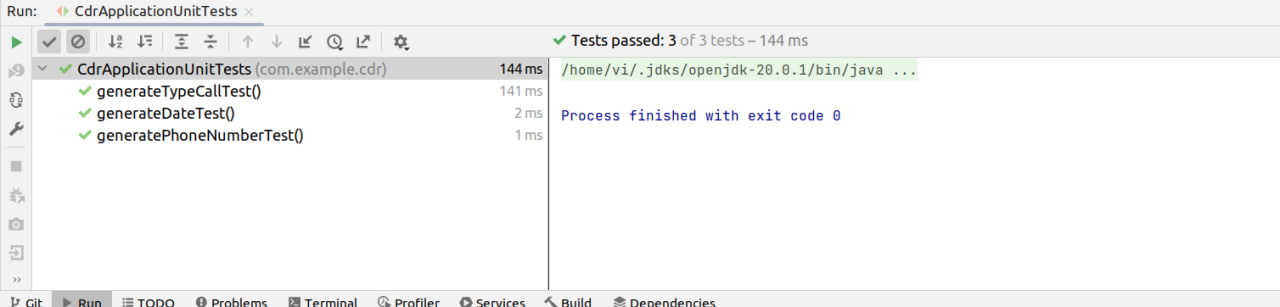 Run: CdrApplicationUnitTests
Tests passed: 3 of 3 tests – 144 ms
CdrApplicationUnitTests (com.example.cdr) 144 ms
generateTypeCallTest() 141 ms
generateDateTest() 2 ms
generatePhoneNumberTest() 1 ms
/home/vi/.jdks/openjdk-20.0.1/bin/java ...
Process finished with exit code 0
Git Run TODO Problems Terminal Profiler Services Build Dependencies